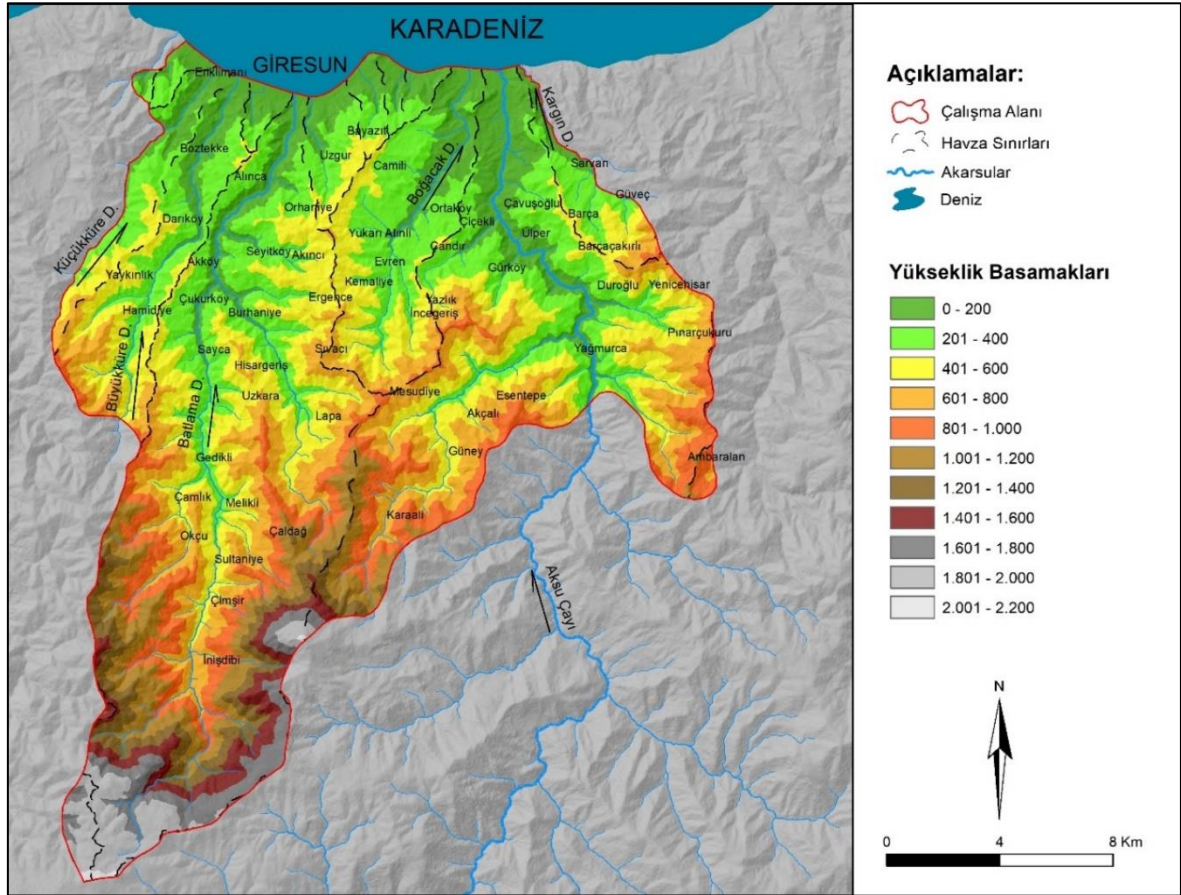 KARADENİZ
GİRESUN
Erikliman
Boztekke
Alınca
Uzgur
Bayazıt
Camili
Boğacak D.
Kargın D.
Sarvan
Güveç
Küçükküre D.
Darıköy
Orhaniye
Ortaköy
Çiçekli
Çavuşoğlu
Barça
Seyitköy
Akıncı
Yukarı Alınlı
Ülper
Barçaçakırlı
Yaykınlık
Akköy
Evren
Çandır
Gürköy
Hamidiye
Çukurköy
Burhaniye
Ergence
Kemaliye
Yazlık
İncegeriş
Duroğlu
Yenicehisar
Pınarçukuru
Büyükküre D.
Sayca
Hisargeriş
Sıvacı
Yağmurca
Batlama D.
Uzkara
Lapa
Mesudiye
Akçalı
Esentepe
Gedikli
Güney
Ambaralan
Çamlık
Melikli
Okçu
Çaldağ
Karaali
Sultaniye
Çimşir
Aksu Çayı
İnişdibi
Açıklamalar:
Çalışma Alanı
Havza Sınırları
Akarsular
Deniz
Yükseklik Basamakları
0 - 200
201 - 400
401 - 600
601 - 800
801 - 1.000
1.001 - 1.200
1.201 - 1.400
1.401 - 1.600
1.601 - 1.800
1.801 - 2.000
2.001 - 2.200
N
0 4 8 Km